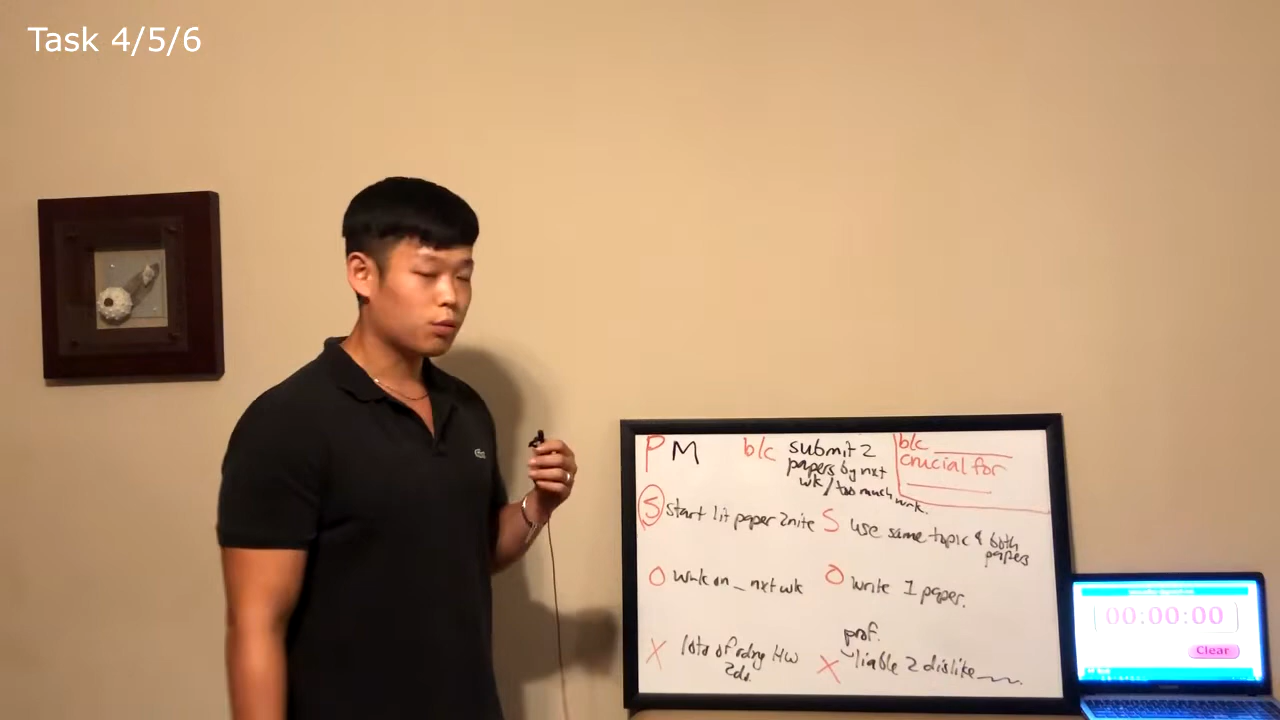 Task 4/5/6
P M b/c submit 2
papers by nxt
wk / too much wrk.
b/c
crucial for
S start lit paper 2nite
S use same topic 4 both
papers
O wrk on _ nxt wk
O write 1 paper.
X lots of rdng HW
2do
prof.
X liable 2 dislike
00:00:00
Clear